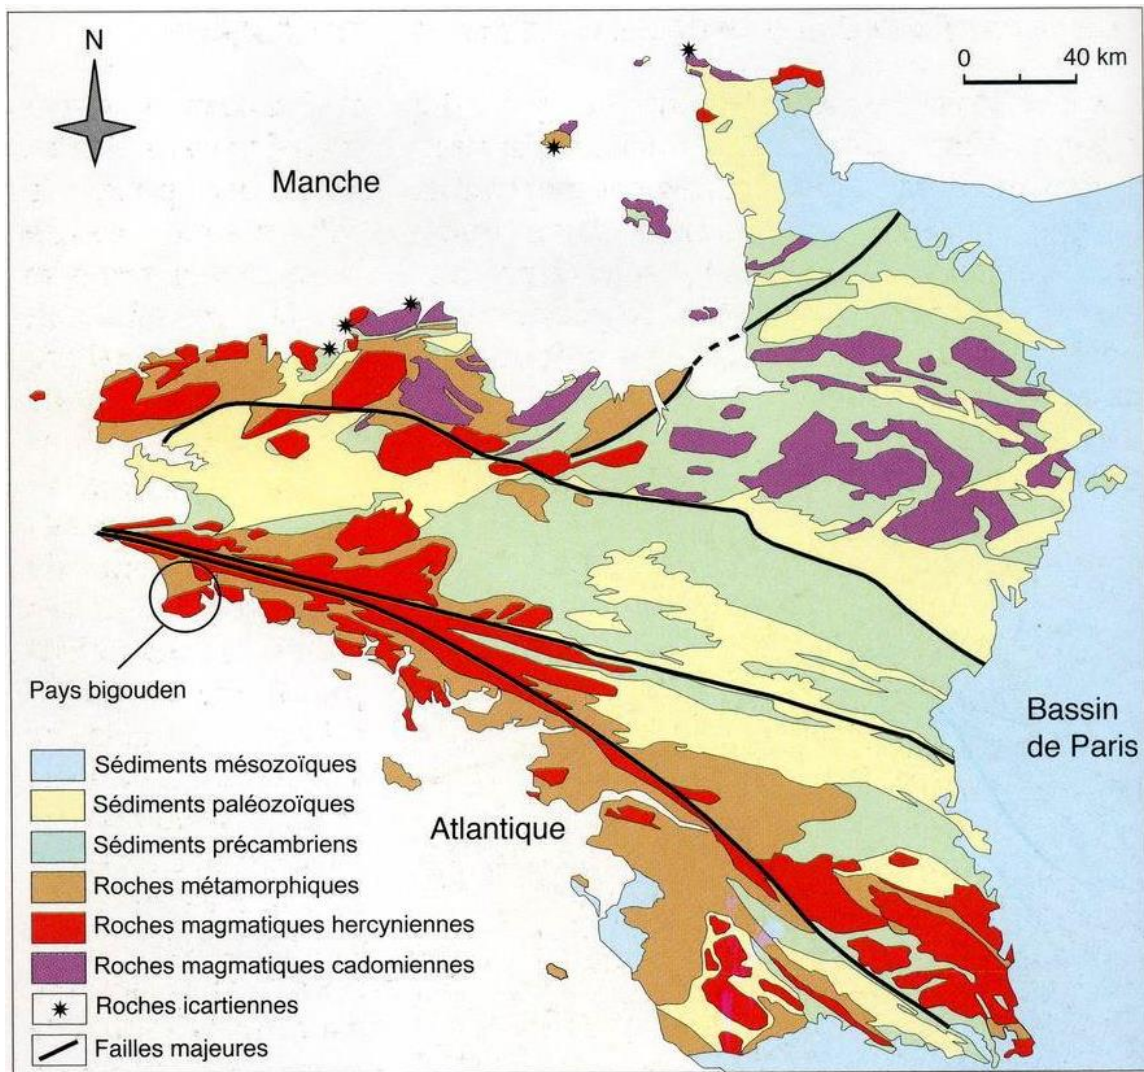 N
0 40 km
Manche
Pays bigouden
Bassin
de Paris
Atlantique
Sédiments mésozoïques
Sédiments paléozoïques
Sédiments précambriens
Roches métamorphiques
Roches magmatiques hercyniennes
Roches magmatiques cadomiennes
Roches icartiennes
Failles majeures